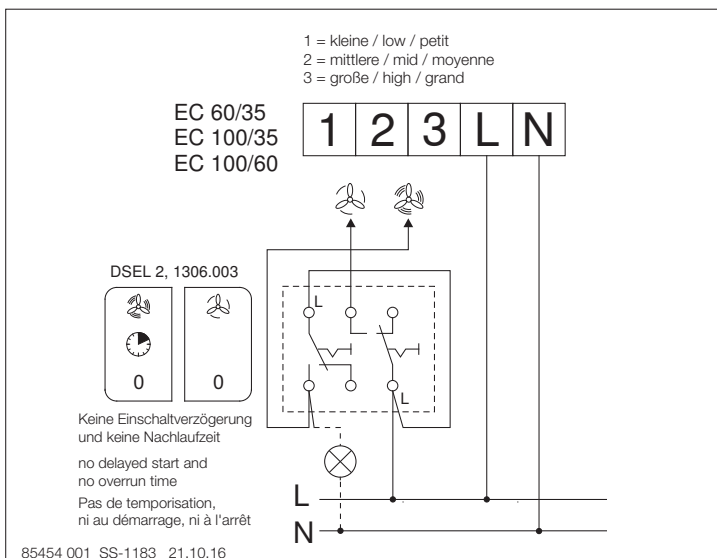 1 = kleine / low / petit
2 = mittlere / mid / moyenne
3 = große / high / grand
EC 60/35
EC 100/35
EC 100/60
1 2 3 L N
DSEL 2, 1306.003
0 0
L
L
Keine Einschaltverzögerung
und keine Nachlaufzeit
no delayed start and
no overrun time
Pas de temporisation,
ni au démarrage, ni à l'arrêt
L
N
85454 001 SS-1183 21.10.16